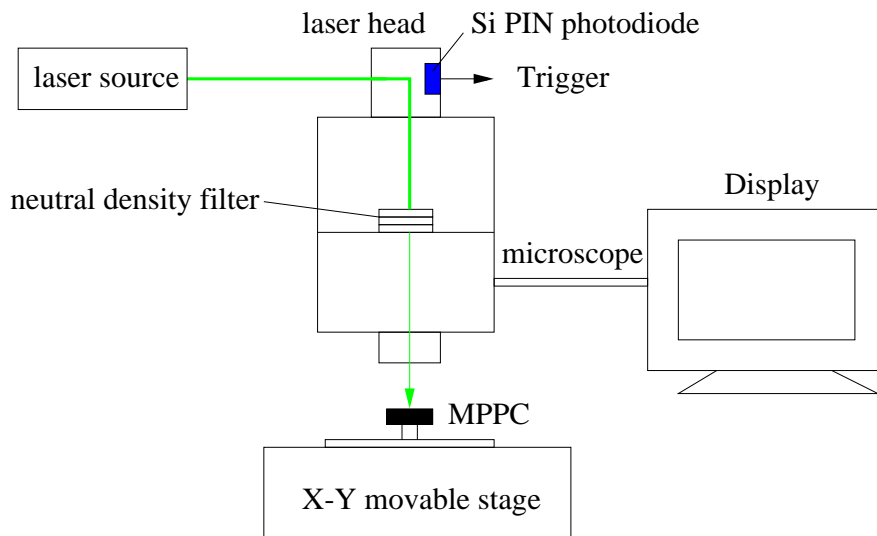 laser head
Si PIN photodiode
laser source
Trigger
neutral density filter
Display
microscope
MPPC
X-Y movable stage